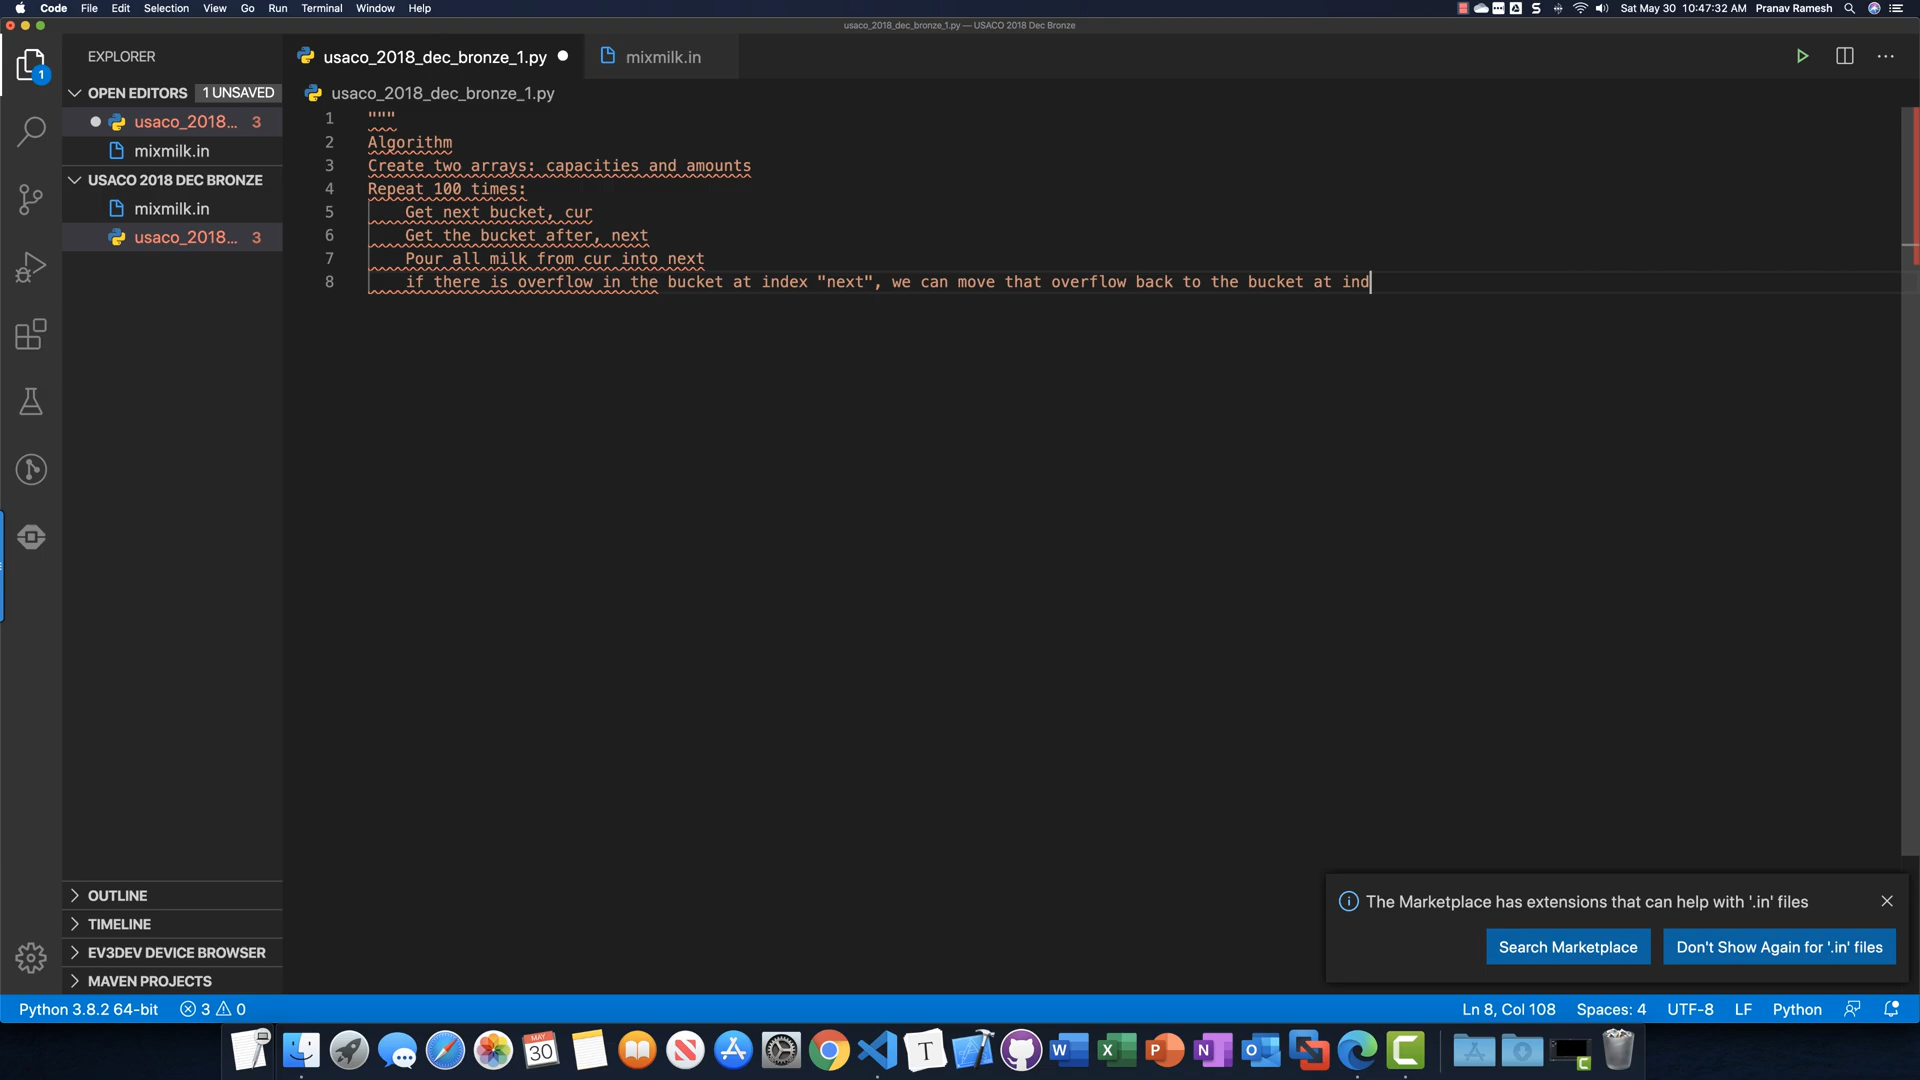 Code File Edit Selection View Go Run Terminal Window Help
Sat May 30 10:47:32 AM Pranav Ramesh
usaco_2018_dec_bronze_1.py — USACO 2018 Dec Bronze
EXPLORER
usaco_2018_dec_bronze_1.py
mixmilk.in
1
OPEN EDITORS 1 UNSAVED
usaco_2018... 3
mixmilk.in
USACO 2018 DEC BRONZE
mixmilk.in
usaco_2018... 3
usaco_2018_dec_bronze_1.py
1 """
2 Algorithm
3 Create two arrays: capacities and amounts
4 Repeat 100 times:
5 Get next bucket, cur
6 Get the bucket after, next
7 Pour all milk from cur into next
8 if there is overflow in the bucket at index "next", we can move that overflow back to the bucket at ind
OUTLINE
TIMELINE
EV3DEV DEVICE BROWSER
MAVEN PROJECTS
The Marketplace has extensions that can help with '.in' files
Search Marketplace
Don't Show Again for '.in' files
Python 3.8.2 64-bit 3 0
Ln 8, Col 108 Spaces: 4 UTF-8 LF Python
MAY
30
T
W
X
P
N
O
C